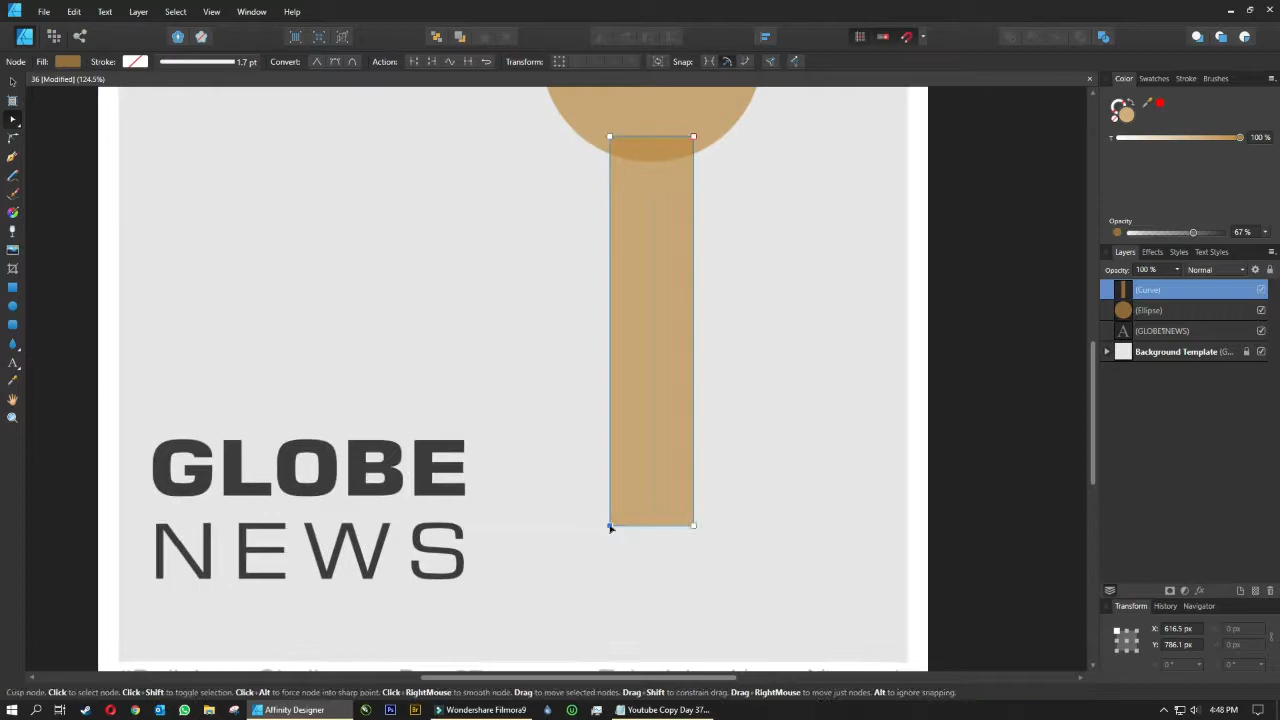 File Edit Text Layer Select View Window Help
Node Fill: Stroke: 1.7 pt Convert: Action: Transform: Snap:
36 [Modified] (124.5%)
Color Swatches Stroke Brushes
T 100 %
Opacity
67 %
Layers Effects Styles Text Styles
Opacity: 100 % Normal
(Curve)
(Ellipse)
A (GLOBE¶NEWS)
Background Template (G...
GLOBE
NEWS
Transform History Navigator
X: 616.5 px W: 0 px
Y: 786.1 px H: 0 px
Cusp node. Click to select node. Click+Shift to toggle selection. Click+Alt to force node into sharp point. Click+RightMouse to smooth node. Drag to move selected nodes. Drag+Shift to constrain drag. Drag+RightMouse to move just nodes. Alt to ignore snapping.
Affinity Designer Wondershare Filmora9 Youtube Copy Day 37... 4:48 PM